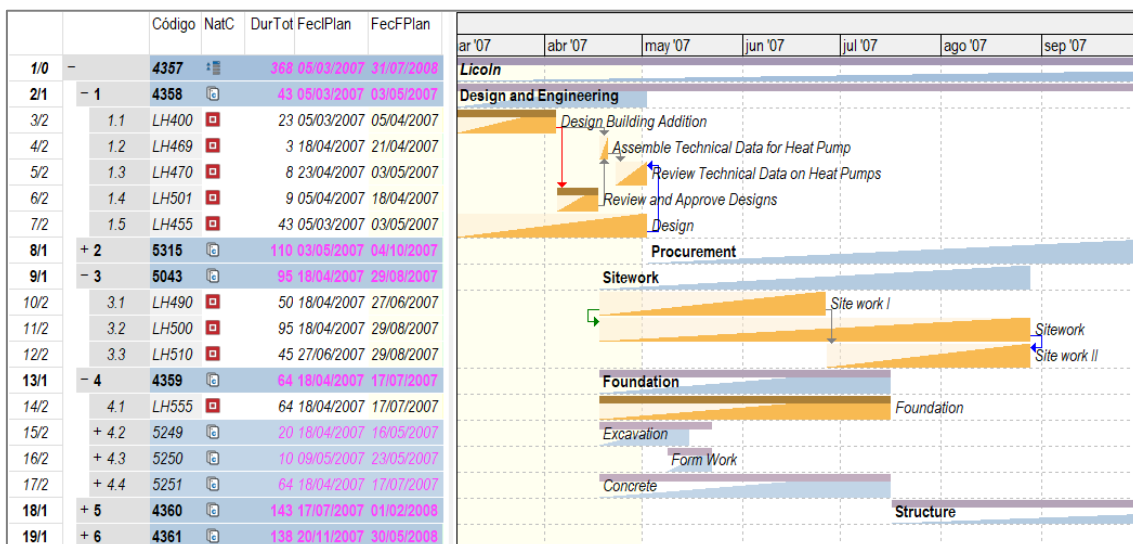 Código NatC DurTot FecIPlan FecFPlan
ar '07 abr '07 may '07 jun '07 jul '07 ago '07 sep '07
1/0 − 4357 368 05/03/2007 31/07/2008 Licoln
2/1 − 1 4358 43 05/03/2007 03/05/2007 Design and Engineering
3/2 1.1 LH400 23 05/03/2007 05/04/2007 Design Building Addition
4/2 1.2 LH469 3 18/04/2007 21/04/2007 Assemble Technical Data for Heat Pump
5/2 1.3 LH470 8 23/04/2007 03/05/2007 Review Technical Data on Heat Pumps
6/2 1.4 LH501 9 05/04/2007 18/04/2007 Review and Approve Designs
7/2 1.5 LH455 43 05/03/2007 03/05/2007 Design
8/1 + 2 5315 110 03/05/2007 04/10/2007 Procurement
9/1 − 3 5043 95 18/04/2007 29/08/2007 Sitework
10/2 3.1 LH490 50 18/04/2007 27/06/2007 Site work I
11/2 3.2 LH500 95 18/04/2007 29/08/2007 Sitework
12/2 3.3 LH510 45 27/06/2007 29/08/2007 Site work II
13/1 − 4 4359 64 18/04/2007 17/07/2007 Foundation
14/2 4.1 LH555 64 18/04/2007 17/07/2007 Foundation
15/2 + 4.2 5249 20 18/04/2007 16/05/2007 Excavation
16/2 + 4.3 5250 10 09/05/2007 23/05/2007 Form Work
17/2 + 4.4 5251 64 18/04/2007 17/07/2007 Concrete
18/1 + 5 4360 143 17/07/2007 01/02/2008 Structure
19/1 + 6 4361 138 20/11/2007 30/05/2008